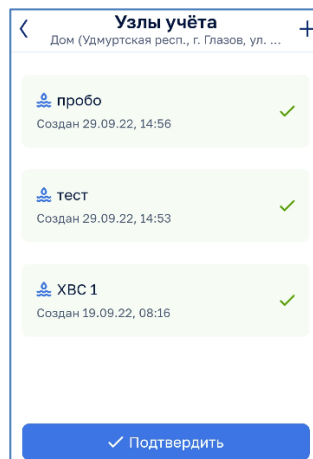 Узлы учёта
Дом (Удмуртская респ., г. Глазов, ул. ...
пробо
Создан 29.09.22, 14:56
тест
Создан 29.09.22, 14:53
ХВС 1
Создан 19.09.22, 08:16
Подтвердить